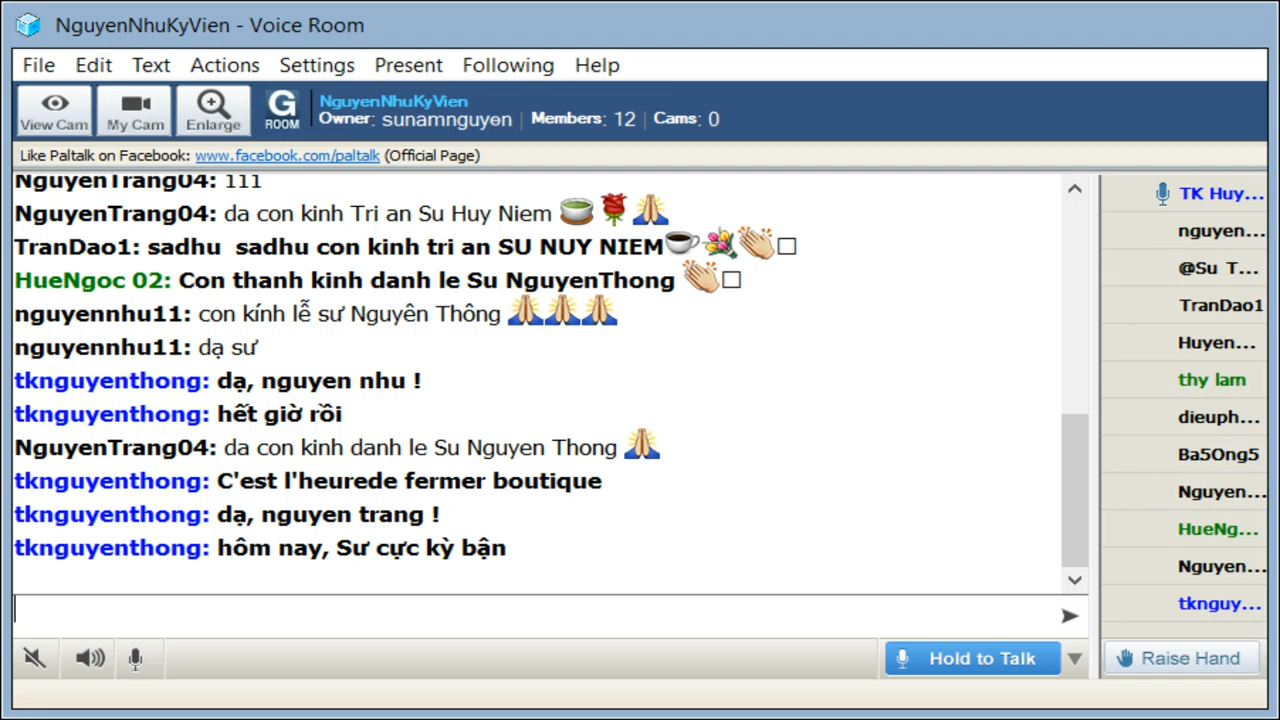 NguyenNhuKyVien - Voice Room
File Edit Text Actions Settings Present Following Help
View Cam My Cam Enlarge G ROOM
NguyenNhuKyVien
Owner: sunamnguyen | Members: 12 | Cams: 0
Like Paltalk on Facebook: www.facebook.com/paltalk (Official Page)
NguyenTrang04: 111
NguyenTrang04: da con kinh Tri an Su Huy Niem
TranDao1: sadhu sadhu con kinh tri an SU NUY NIEM
HueNgoc 02: Con thanh kinh danh le Su NguyenThong
nguyennhu11: con kính lễ sư Nguyên Thông
nguyennhu11: dạ sư
tknguyenthong: dạ, nguyen nhu !
tknguyenthong: hết giờ rồi
NguyenTrang04: da con kinh danh le Su Nguyen Thong
tknguyenthong: C'est l'heurede fermer boutique
tknguyenthong: dạ, nguyen trang !
tknguyenthong: hôm nay, Sư cực kỳ bận
TK Huy...
nguyen...
@Su T...
TranDao1
Huyen...
thy lam
dieuph...
Ba5Ong5
Nguyen...
HueNg...
Nguyen...
tknguy...
Hold to Talk
Raise Hand